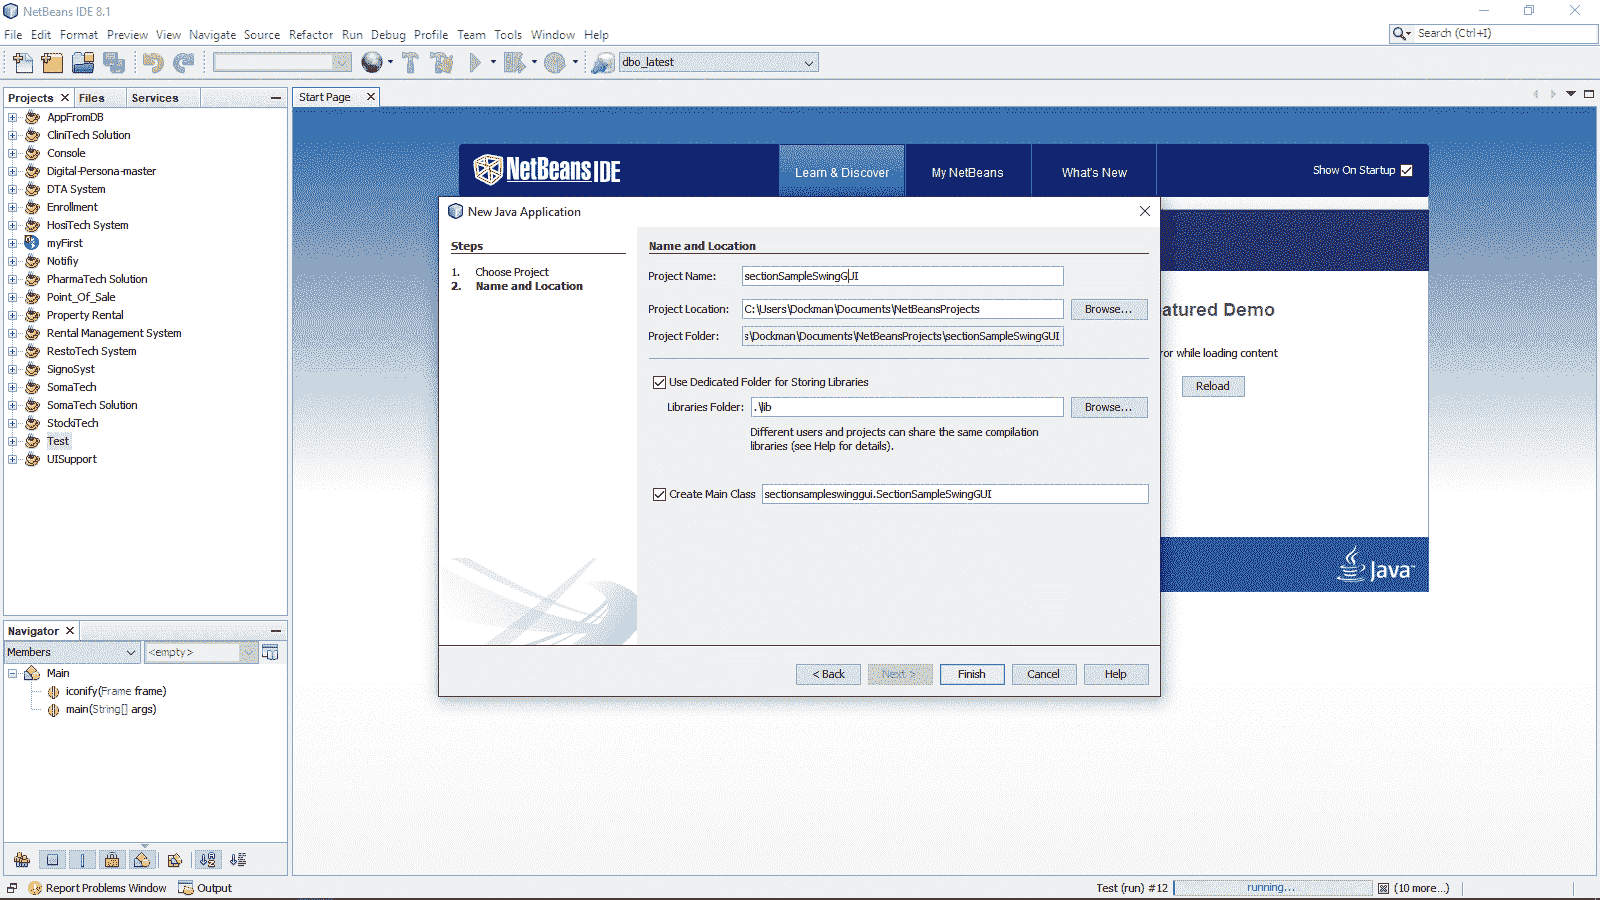 NetBeans IDE 8.1
File Edit Format Preview View Navigate Source Refactor Run Debug Profile Team Tools Window Help
Search (Ctrl+I)
dbo_latest
Projects Files Services
Start Page
AppFromDB
CliniTech Solution
Console
Digital-Persona-master
DTA System
Enrollment
HosiTech System
myFirst
Notifiy
PharmaTech Solution
Point_Of_Sale
Property Rental
Rental Management System
RestoTech System
SignoSyst
SomaTech
SomaTech Solution
StockiTech
Test
UISupport
NetBeans IDE
Learn & Discover
My NetBeans
What's New
Show On Startup
New Java Application
Steps
1. Choose Project
2. Name and Location
Name and Location
Project Name: sectionSampleSwingGUI
Project Location: C:\Users\Dockman\Documents\NetBeansProjects Browse...
Project Folder: s\Dockman\Documents\NetBeansProjects\sectionSampleSwingGUI
Use Dedicated Folder for Storing Libraries
Libraries Folder: .\lib Browse...
Different users and projects can share the same compilation
libraries (see Help for details).
Create Main Class sectionsampleswinggui.SectionSampleSwingGUI
< Back Next > Finish Cancel Help
atured Demo
or while loading content
Reload
Java™
Navigator
Members <empty>
Main
iconify(Frame frame)
main(String[] args)
Report Problems Window Output
Test (run) #12 running... (10 more...)